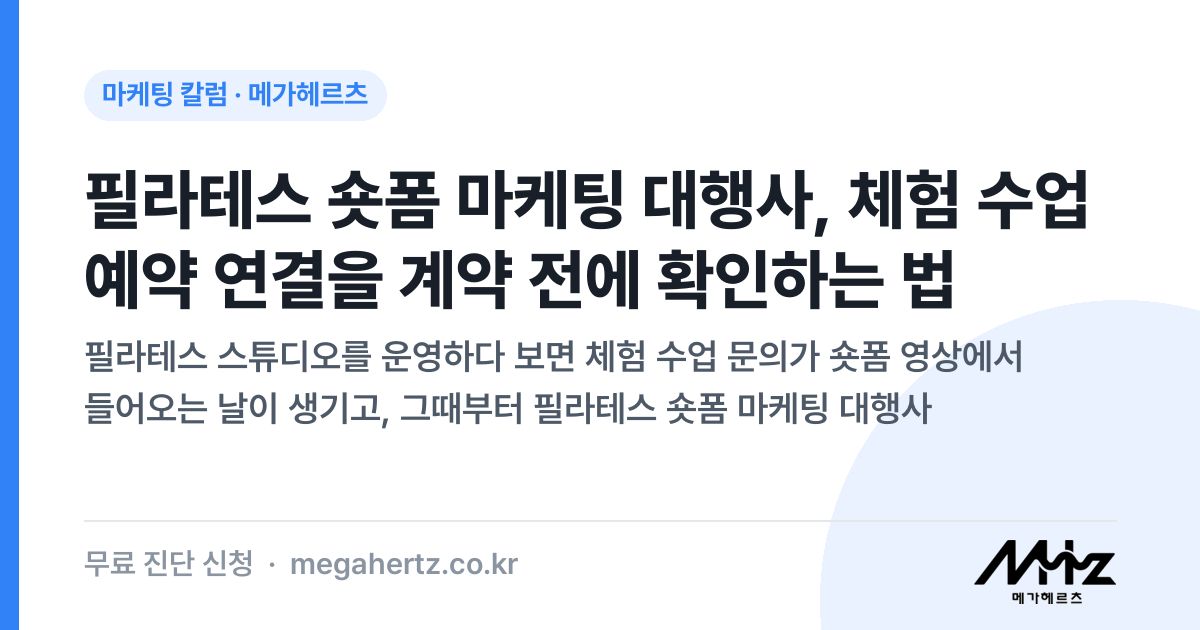 마케팅 칼럼 · 메가헤르츠
필라테스 숏폼 마케팅 대행사, 체험 수업
예약 연결을 계약 전에 확인하는 법
필라테스 스튜디오를 운영하다 보면 체험 수업 문의가 숏폼 영상에서
들어오는 날이 생기고, 그때부터 필라테스 숏폼 마케팅 대행사
무료 진단 신청 · megahertz.co.kr
MHz
메가헤르츠